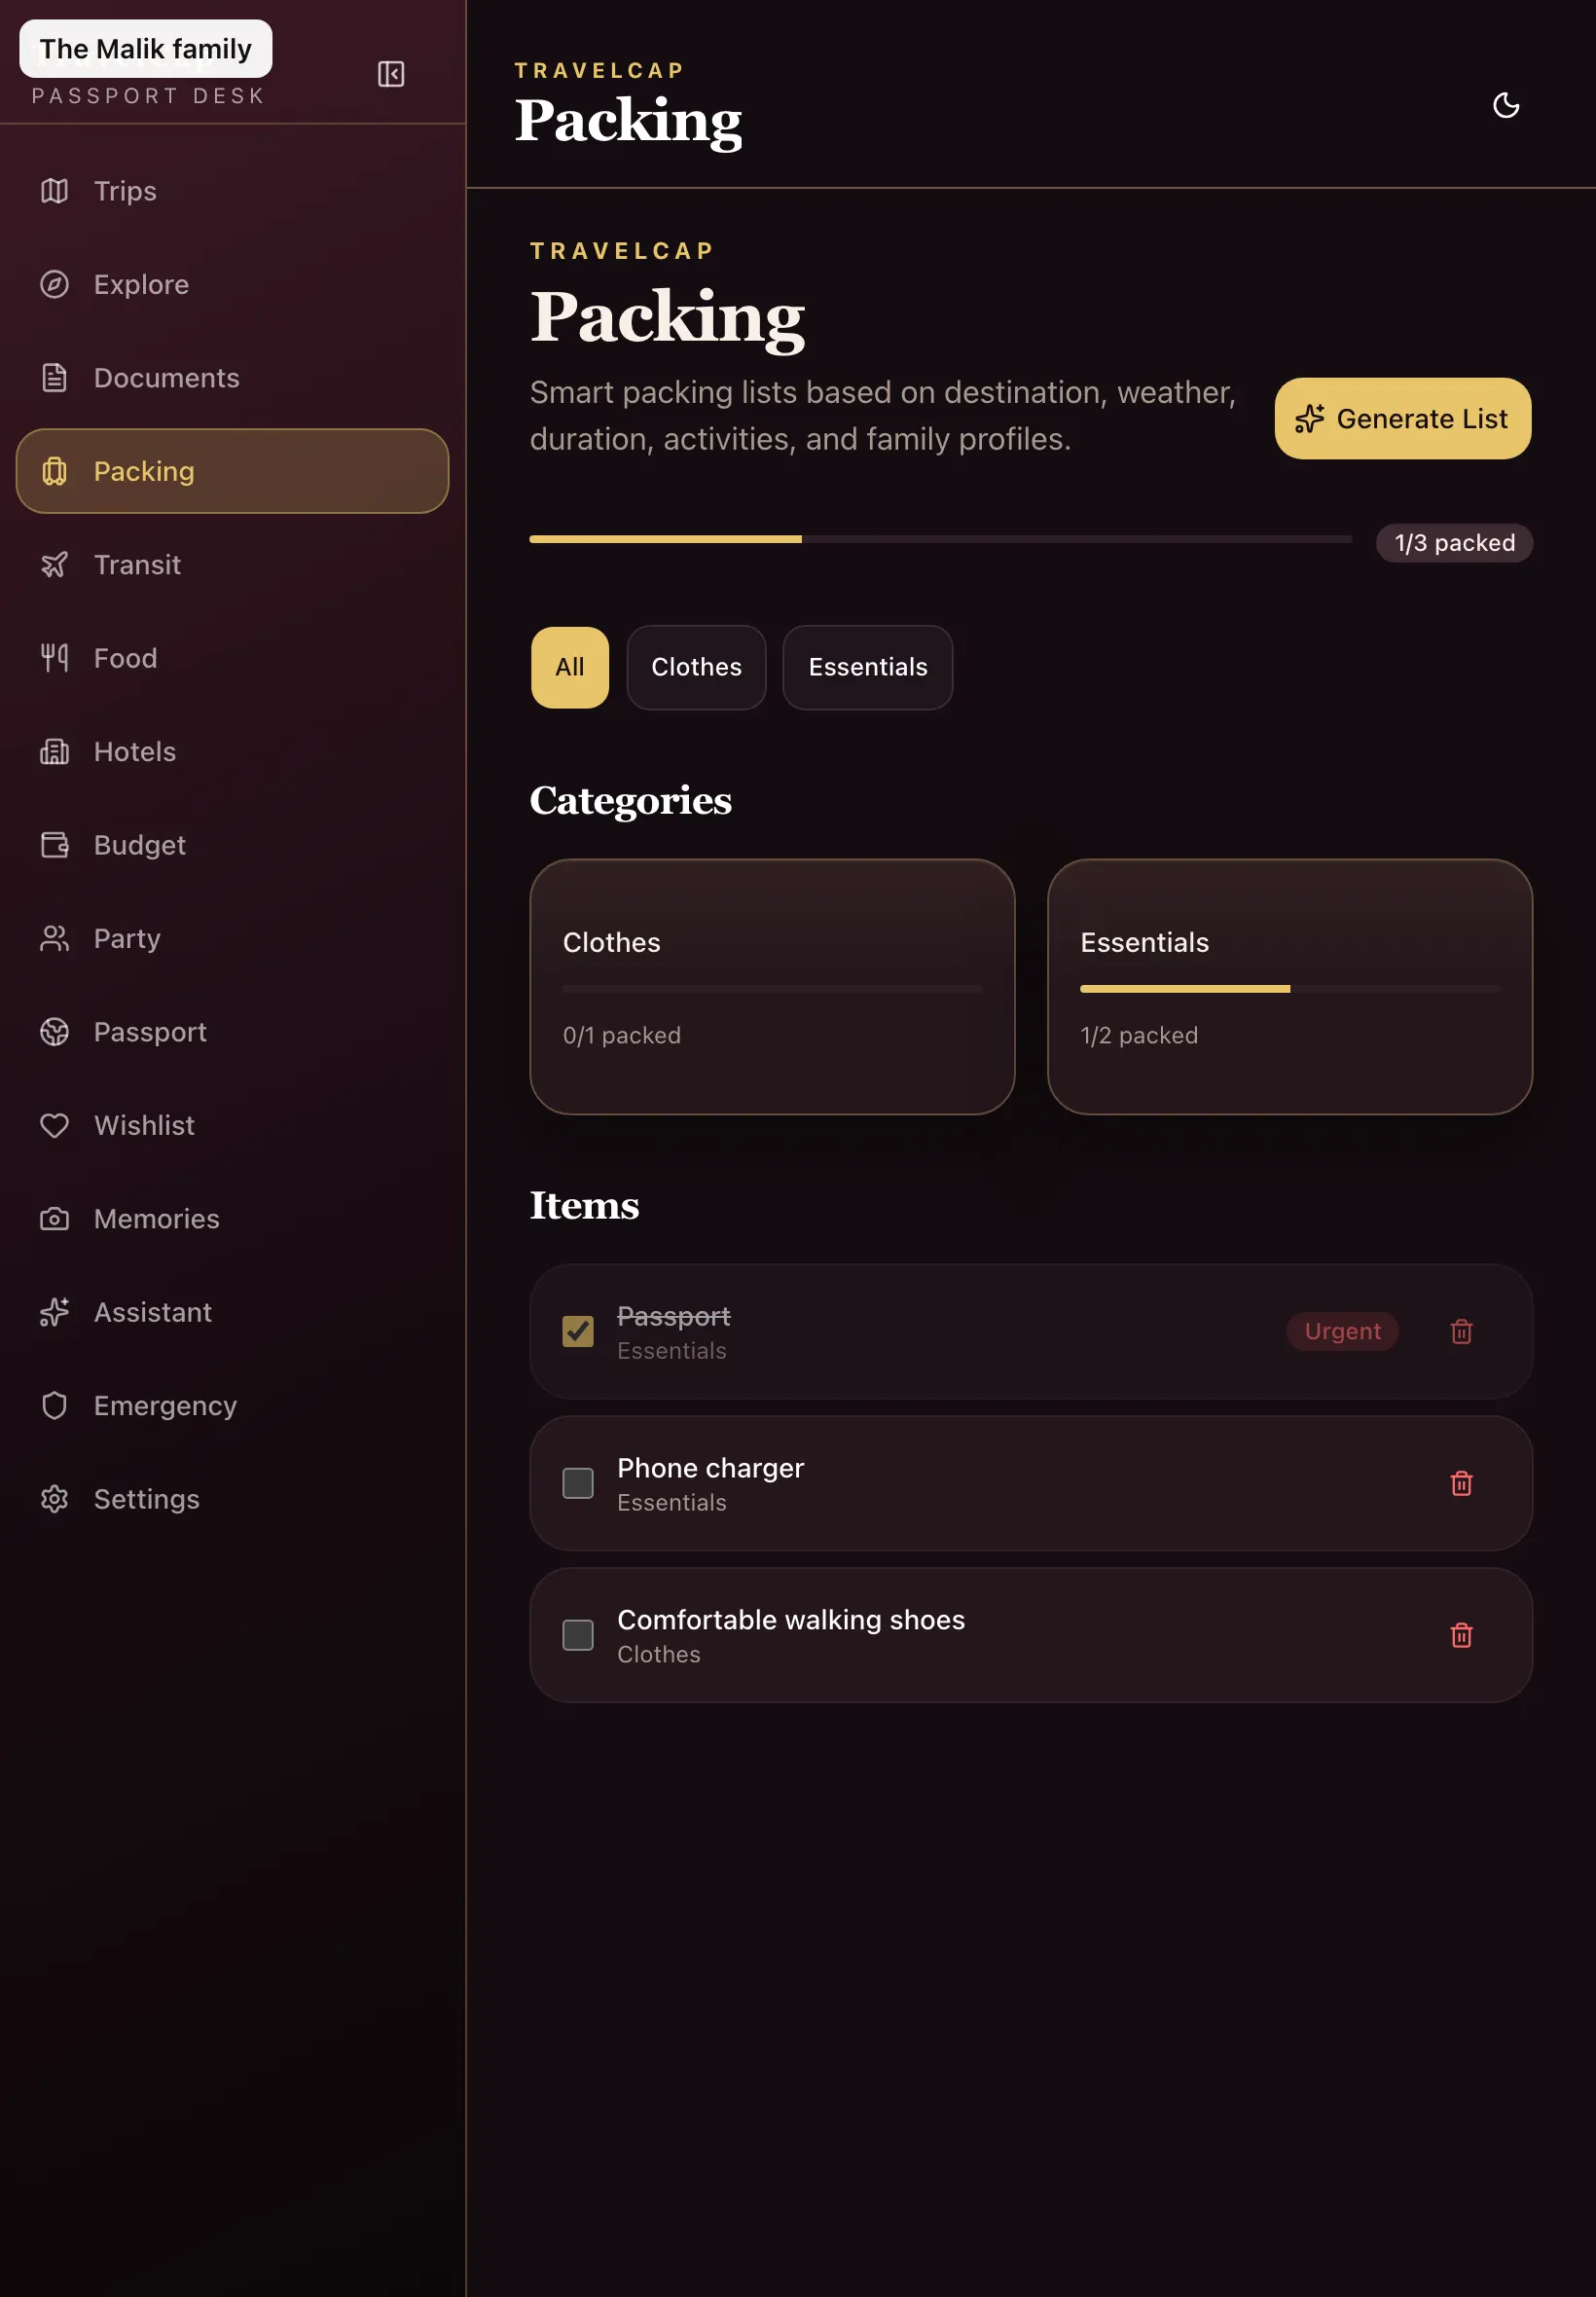 The Malik family
PASSPORT DESK
Trips
Explore
Documents
Packing
Transit
Food
Hotels
Budget
Party
Passport
Wishlist
Memories
Assistant
Emergency
Settings
TRAVELCAP
Packing
TRAVELCAP
Packing
Smart packing lists based on destination, weather,
duration, activities, and family profiles.
Generate List
1/3 packed
All
Clothes
Essentials
Categories
Clothes
0/1 packed
Essentials
1/2 packed
Items
Passport
Essentials
Urgent
Phone charger
Essentials
Comfortable walking shoes
Clothes